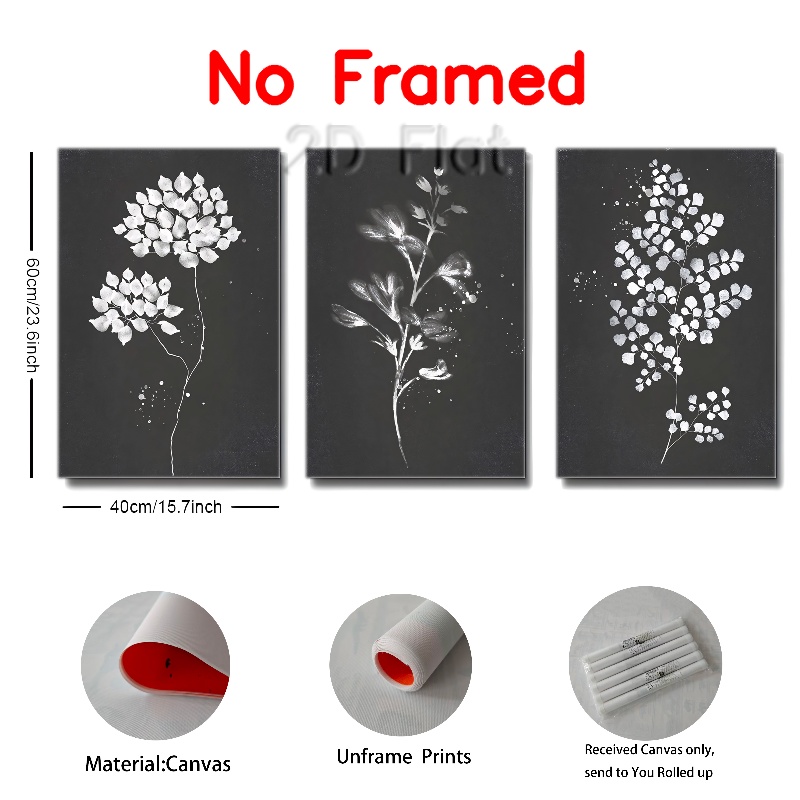 No Framed
2D Flat
60cm/23.6inch
40cm/15.7inch
Material:Canvas
Unframe Prints
Received Canvas only,
send to You Rolled up